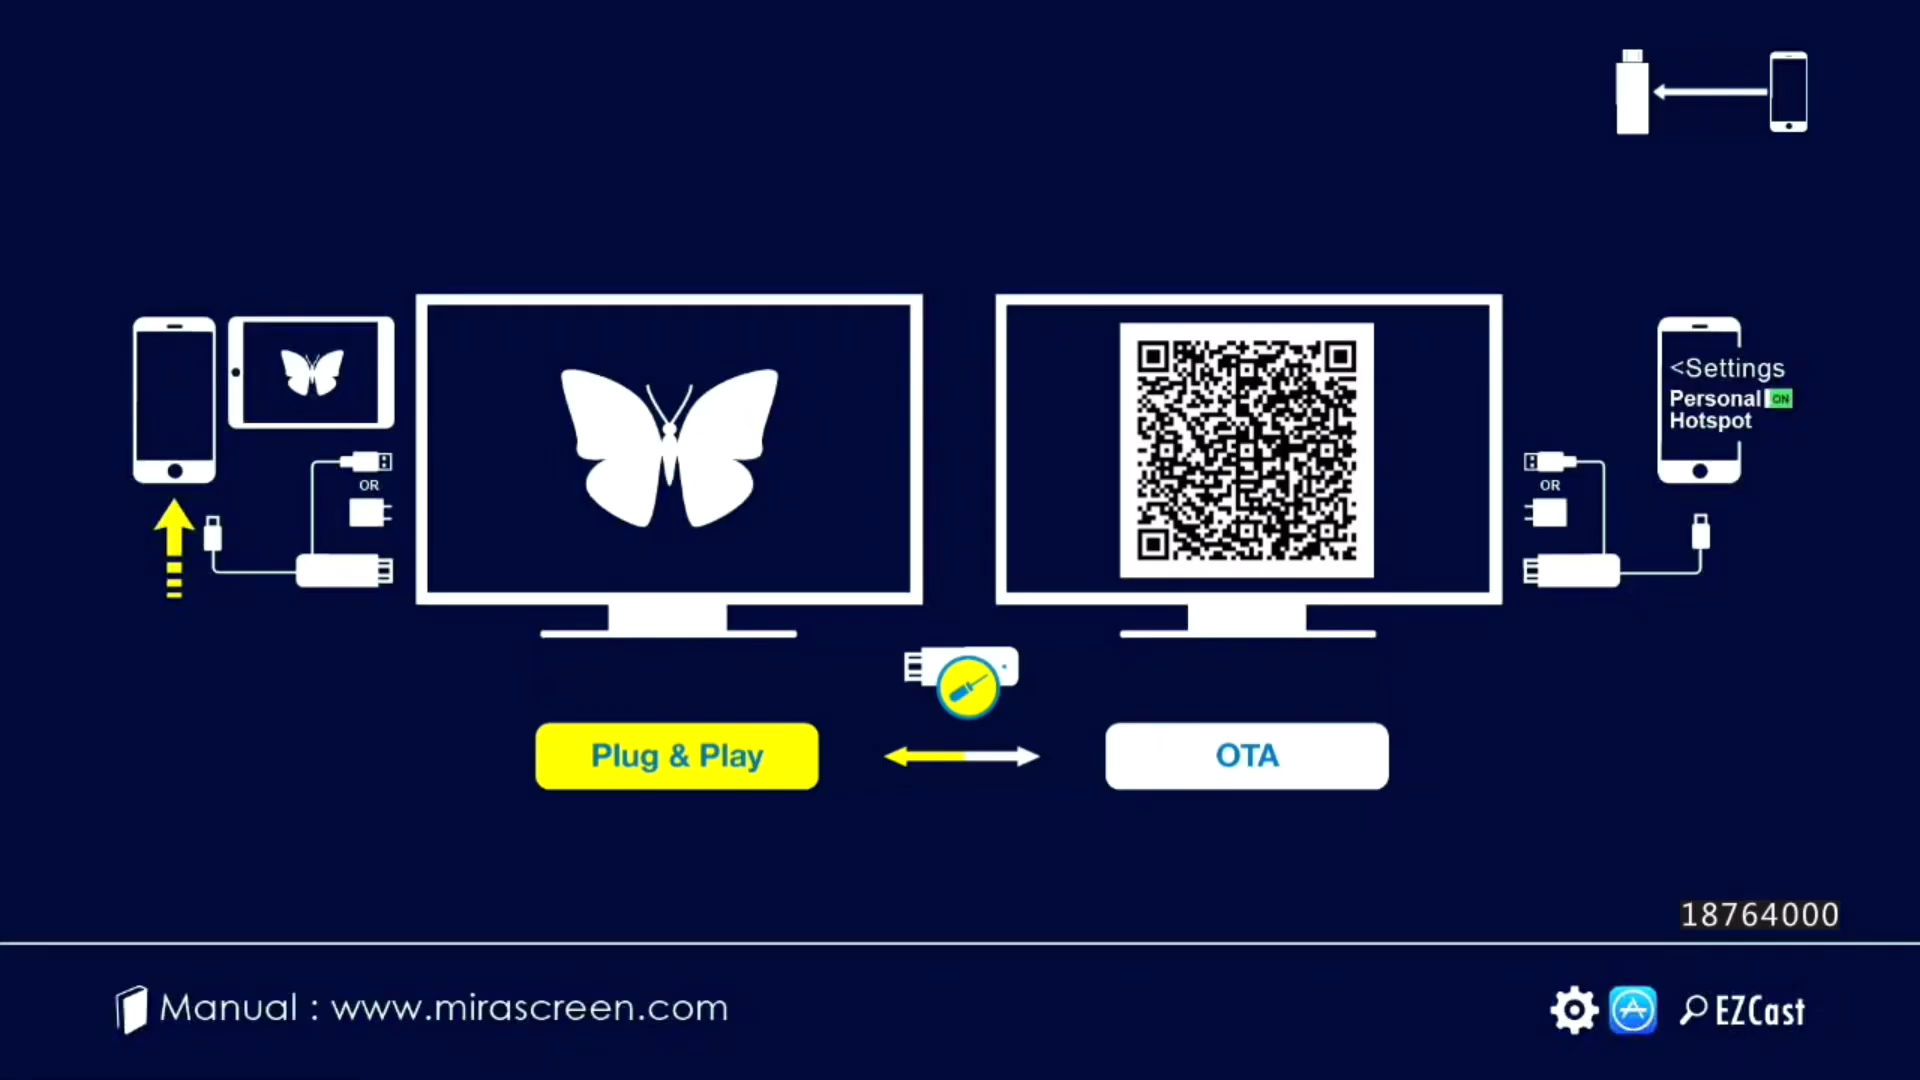 <Settings
Personal ON
Hotspot
OR
OR
Plug & Play
OTA
18764000
Manual : www.mirascreen.com
EZCast